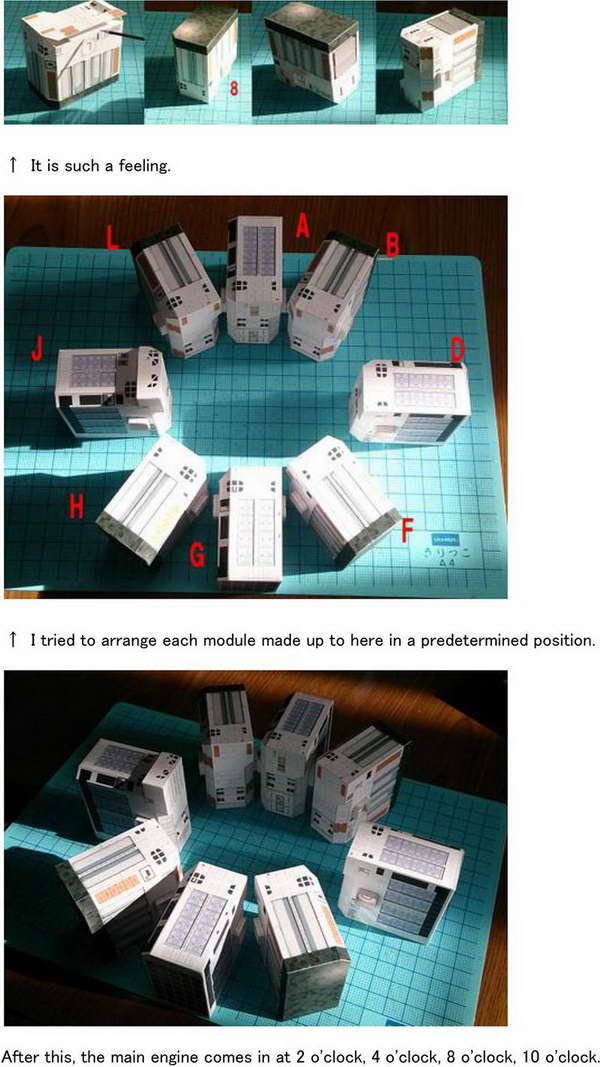 8
↑ It is such a feeling.
L
A
B
J
D
H
G
F
きりっこ
A4
↑ I tried to arrange each module made up to here in a predetermined position.
After this, the main engine comes in at 2 o'clock, 4 o'clock, 8 o'clock, 10 o'clock.